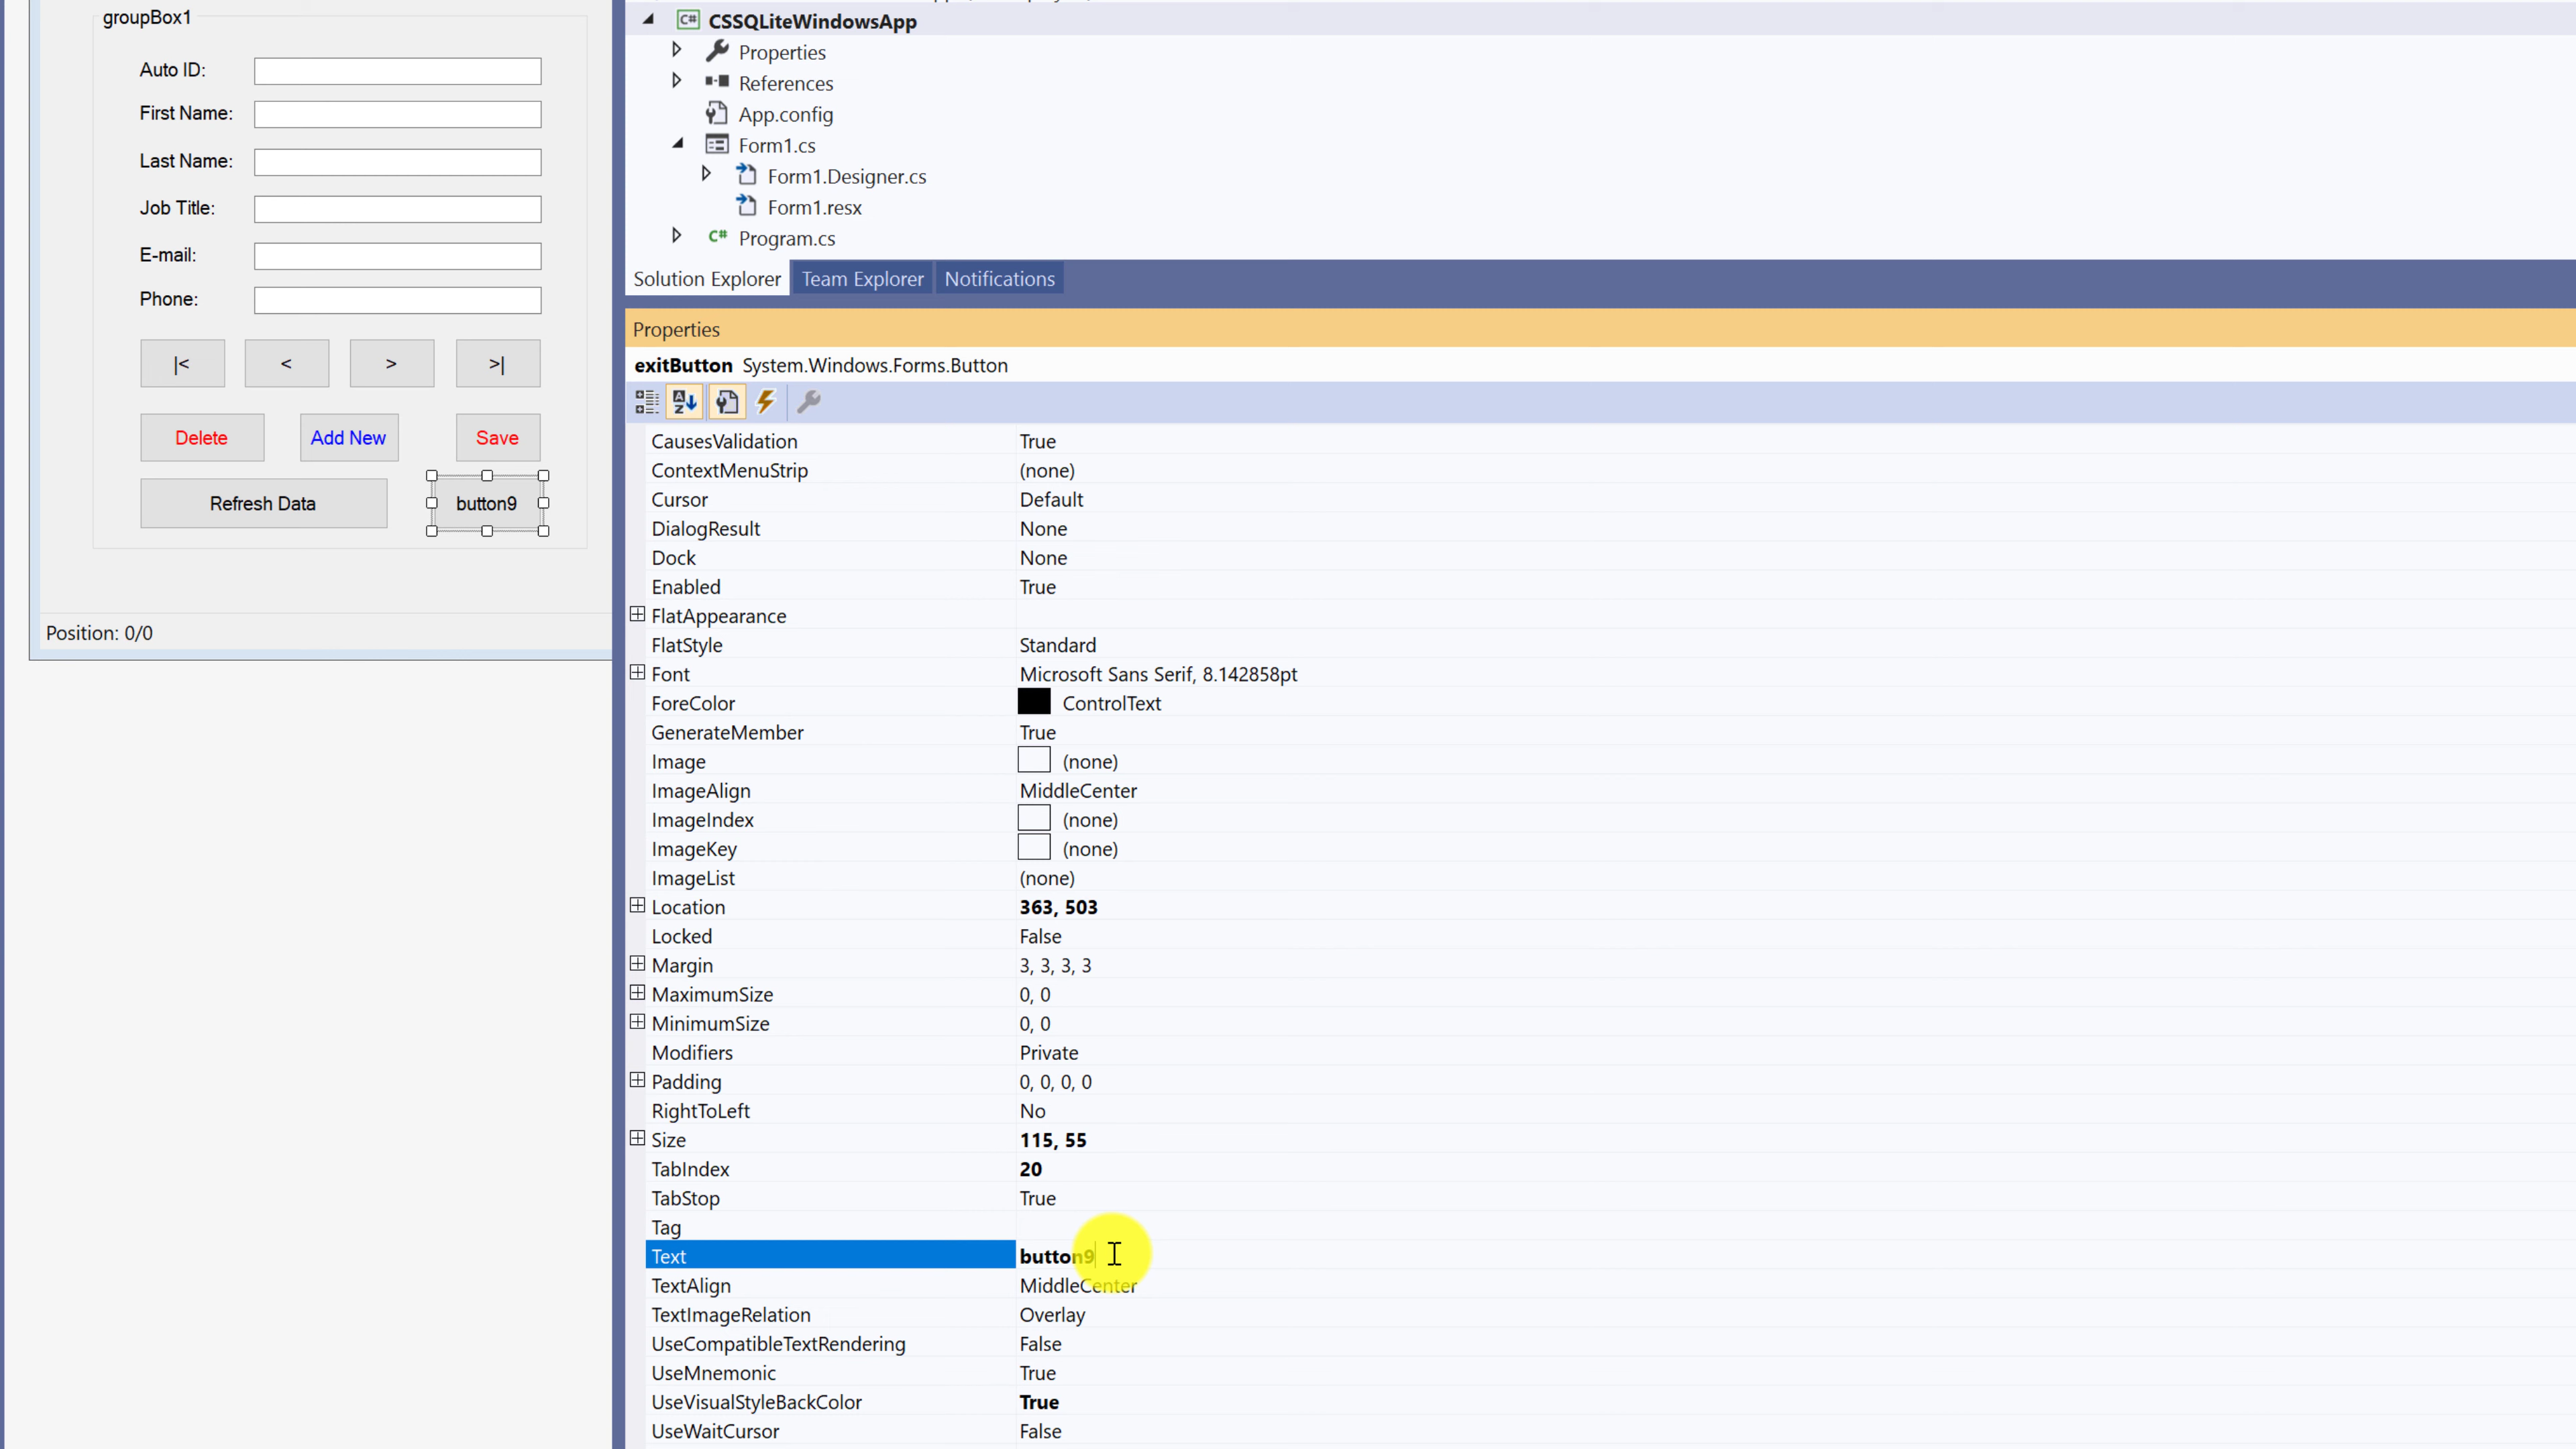 groupBox1
Auto ID:
First Name:
Last Name:
Job Title:
E-mail:
Phone:
|<
<
>
>|
Delete
Add New
Save
Refresh Data
button9
Position: 0/0
CSSQLiteWindowsApp
Properties
References
App.config
Form1.cs
Form1.Designer.cs
Form1.resx
Program.cs
Solution Explorer
Team Explorer
Notifications
Properties
exitButton System.Windows.Forms.Button
CausesValidation True
ContextMenuStrip (none)
Cursor Default
DialogResult None
Dock None
Enabled True
FlatAppearance
FlatStyle Standard
Font Microsoft Sans Serif, 8.142858pt
ForeColor ControlText
GenerateMember True
Image (none)
ImageAlign MiddleCenter
ImageIndex (none)
ImageKey (none)
ImageList (none)
Location 363, 503
Locked False
Margin 3, 3, 3, 3
MaximumSize 0, 0
MinimumSize 0, 0
Modifiers Private
Padding 0, 0, 0, 0
RightToLeft No
Size 115, 55
TabIndex 20
TabStop True
Tag
Text button9
TextAlign MiddleCenter
TextImageRelation Overlay
UseCompatibleTextRendering False
UseMnemonic True
UseVisualStyleBackColor True
UseWaitCursor False